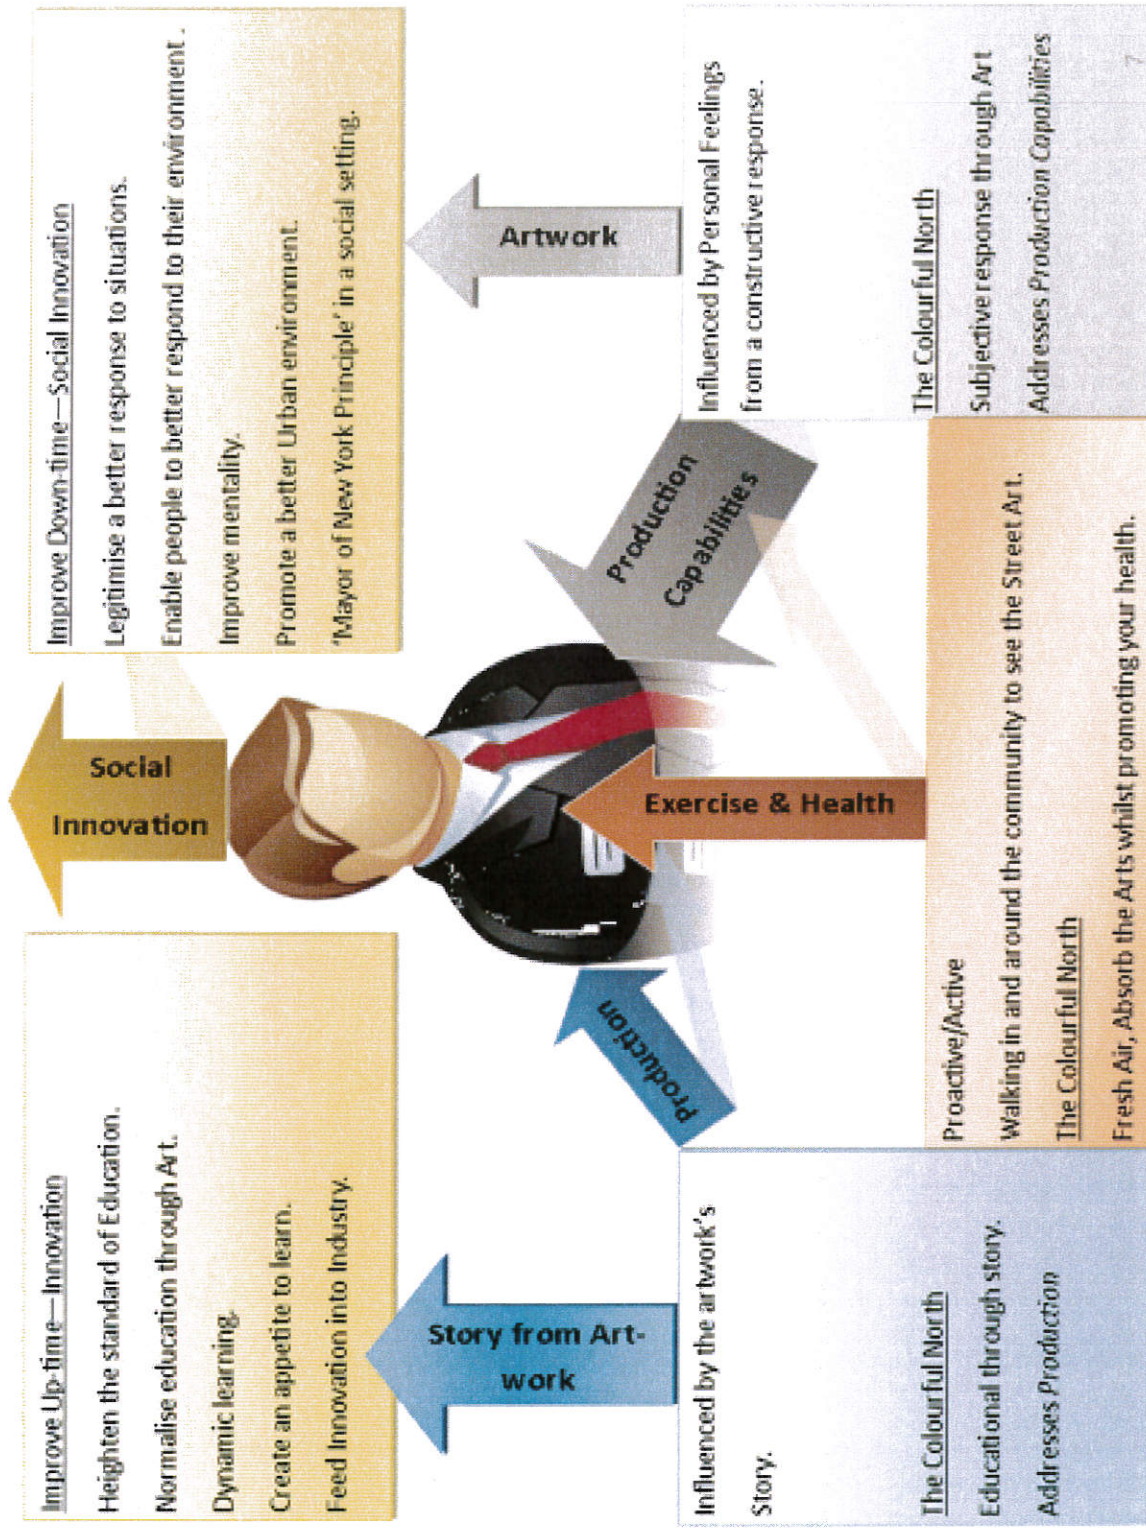 Improve Up-time—Innovation
Heighten the standard of Education.
Normalise education through Art.
Dynamic learning.
Create an appetite to learn.
Feed Innovation into Industry.
Social
Innovation
Improve Down-time—Social Innovation
Legitimise a better response to situations.
Enable people to better respond to their environment .
Improve mentality.
Promote a better Urban environment.
'Mayor of New York Principle' in a social setting.
Story from Art-
work
Production
Exercise & Health
Production
Capabilities
Artwork
Influenced by the artwork's
Story.
The Colourful North
Educational through story.
Addresses Production
Proactive/Active
Walking in and around the community to see the Street Art.
The Colourful North
Fresh Air, Absorb the Arts whilst promoting your health.
Influenced by Personal Feelings
from a constructive response.
The Colourful North
Subjective response through Art
Addresses Production Capabilities
7